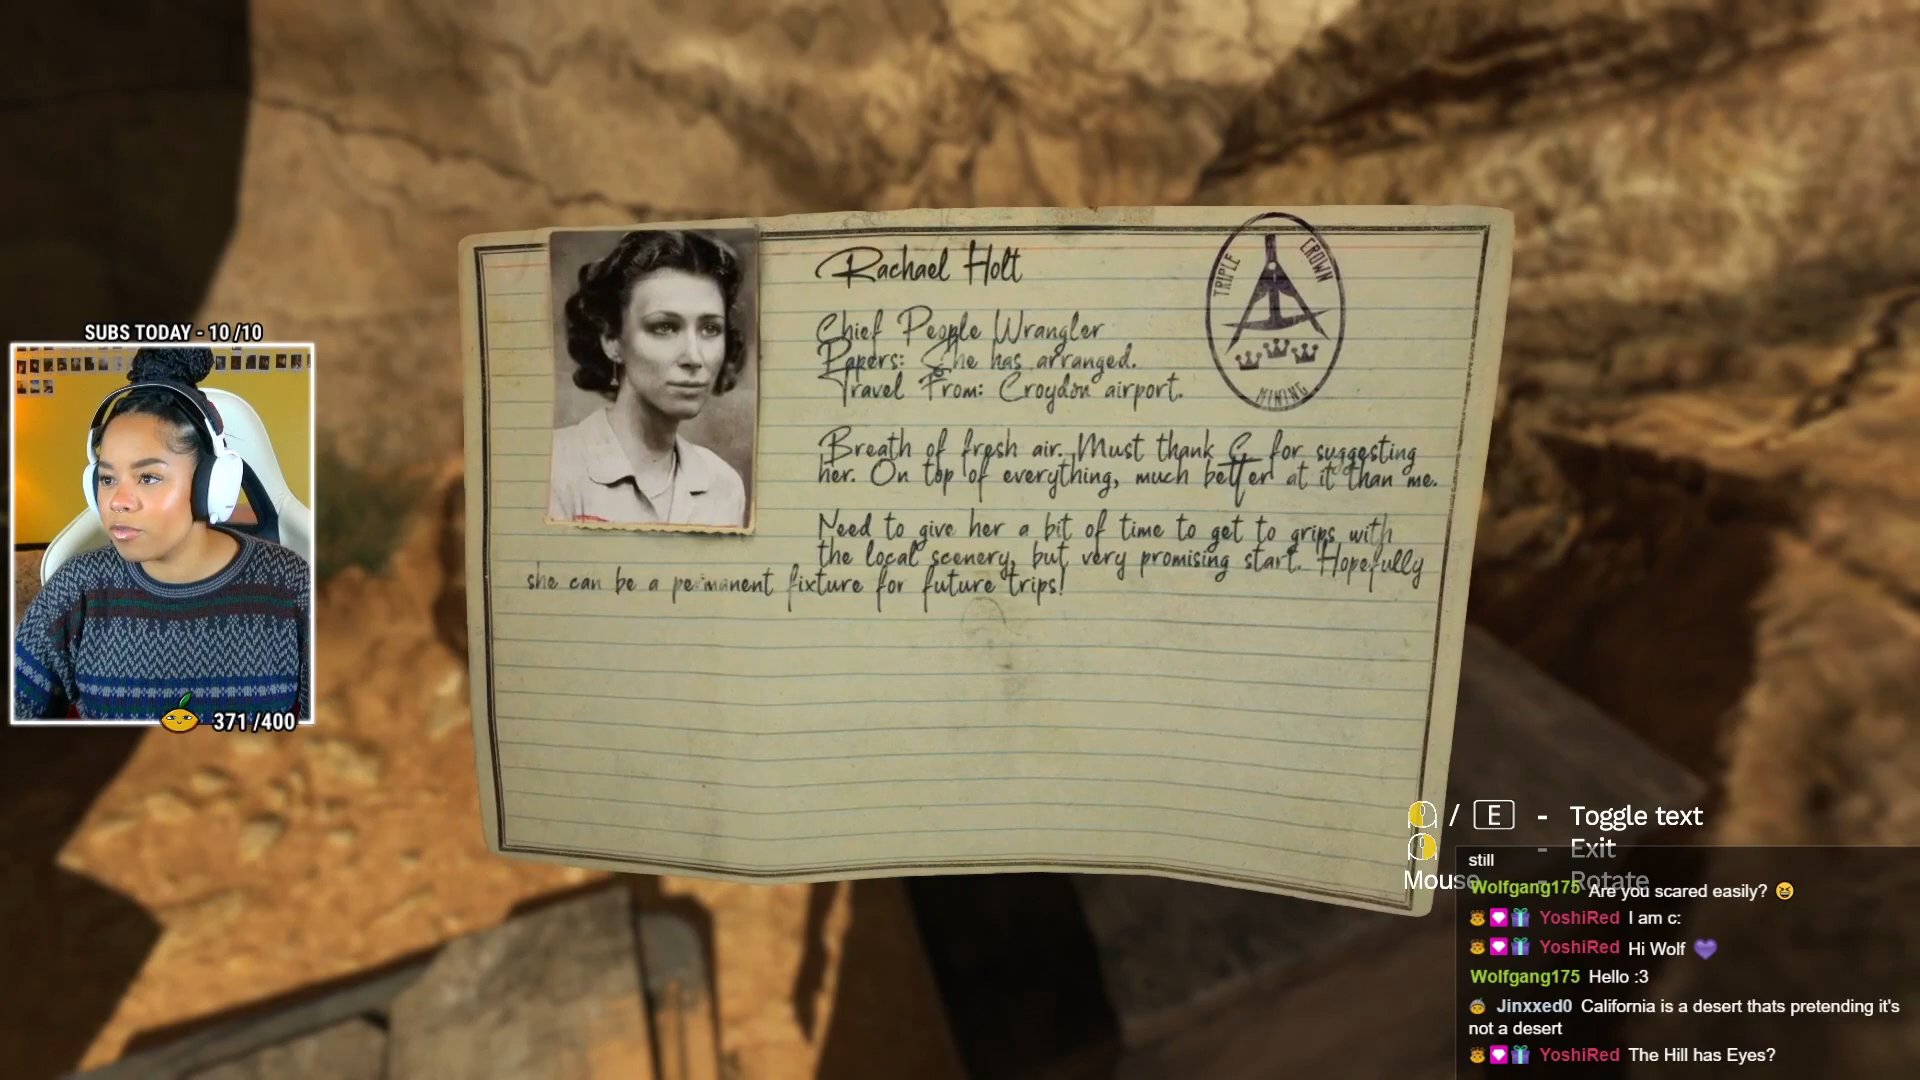 SUBS TODAY - 10 /10
371 /400
Rachael Holt
TRIPLE CROWN
MINING
Chief People Wrangler
Papers: She has arranged.
Travel From: Croydon airport.
Breath of fresh air. Must thank C for suggesting
her. On top of everything, much better at it than me.
Need to give her a bit of time to get to grips with
the local scenery, but very promising start. Hopefully
she can be a permanent fixture for future trips!
/ E - Toggle text
- Exit
Mouse - Rotate
still
Wolfgang175 Are you scared easily?
YoshiRed I am c:
YoshiRed Hi Wolf
Wolfgang175 Hello :3
Jinxxed0 California is a desert thats pretending it's
not a desert
YoshiRed The Hill has Eyes?